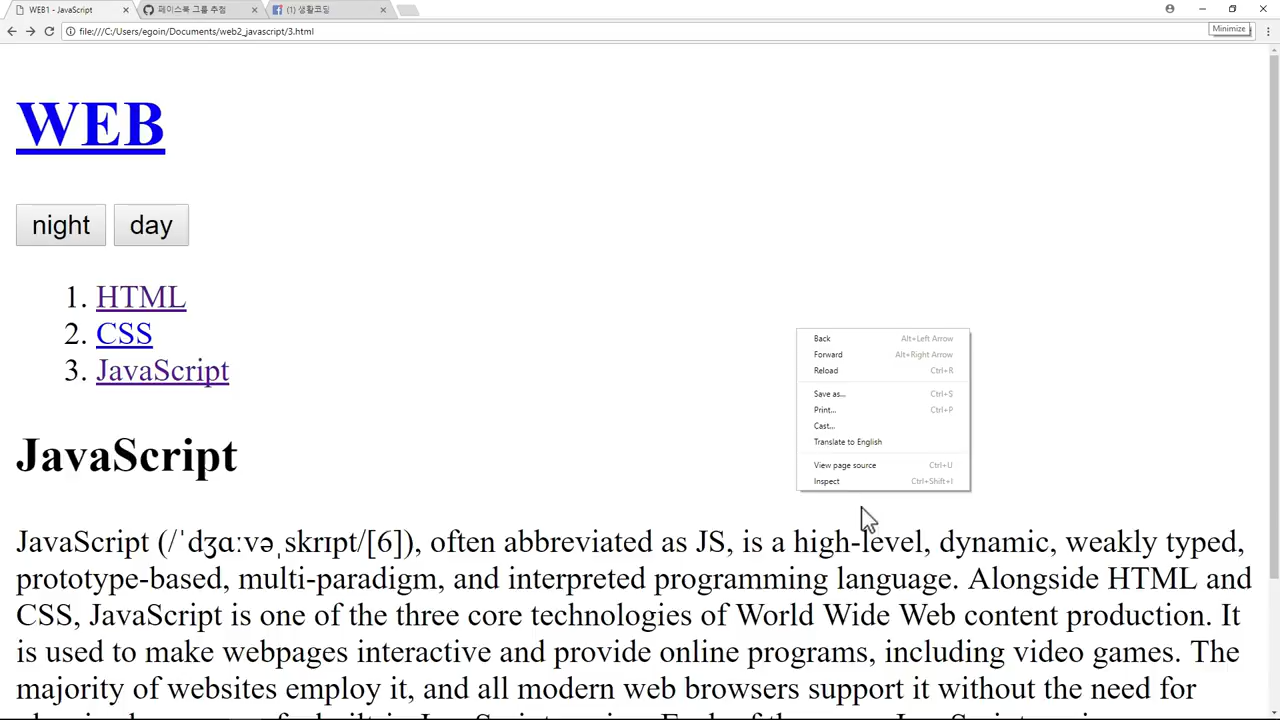 WEB1 - JavaScript
페이스북 그룹 추첨
(1) 생활코딩
file:///C:/Users/egoin/Documents/web2_javascript/3.html
Minimize
WEB
night day
1. HTML
2. CSS
3. JavaScript
Back Alt+Left Arrow
Forward Alt+Right Arrow
Reload Ctrl+R
Save as... Ctrl+S
Print... Ctrl+P
Cast...
Translate to English
View page source Ctrl+U
Inspect Ctrl+Shift+I
JavaScript
JavaScript (/ˈdʒɑːvəˌskrɪpt/[6]), often abbreviated as JS, is a high-level, dynamic, weakly typed,
prototype-based, multi-paradigm, and interpreted programming language. Alongside HTML and
CSS, JavaScript is one of the three core technologies of World Wide Web content production. It
is used to make webpages interactive and provide online programs, including video games. The
majority of websites employ it, and all modern web browsers support it without the need for